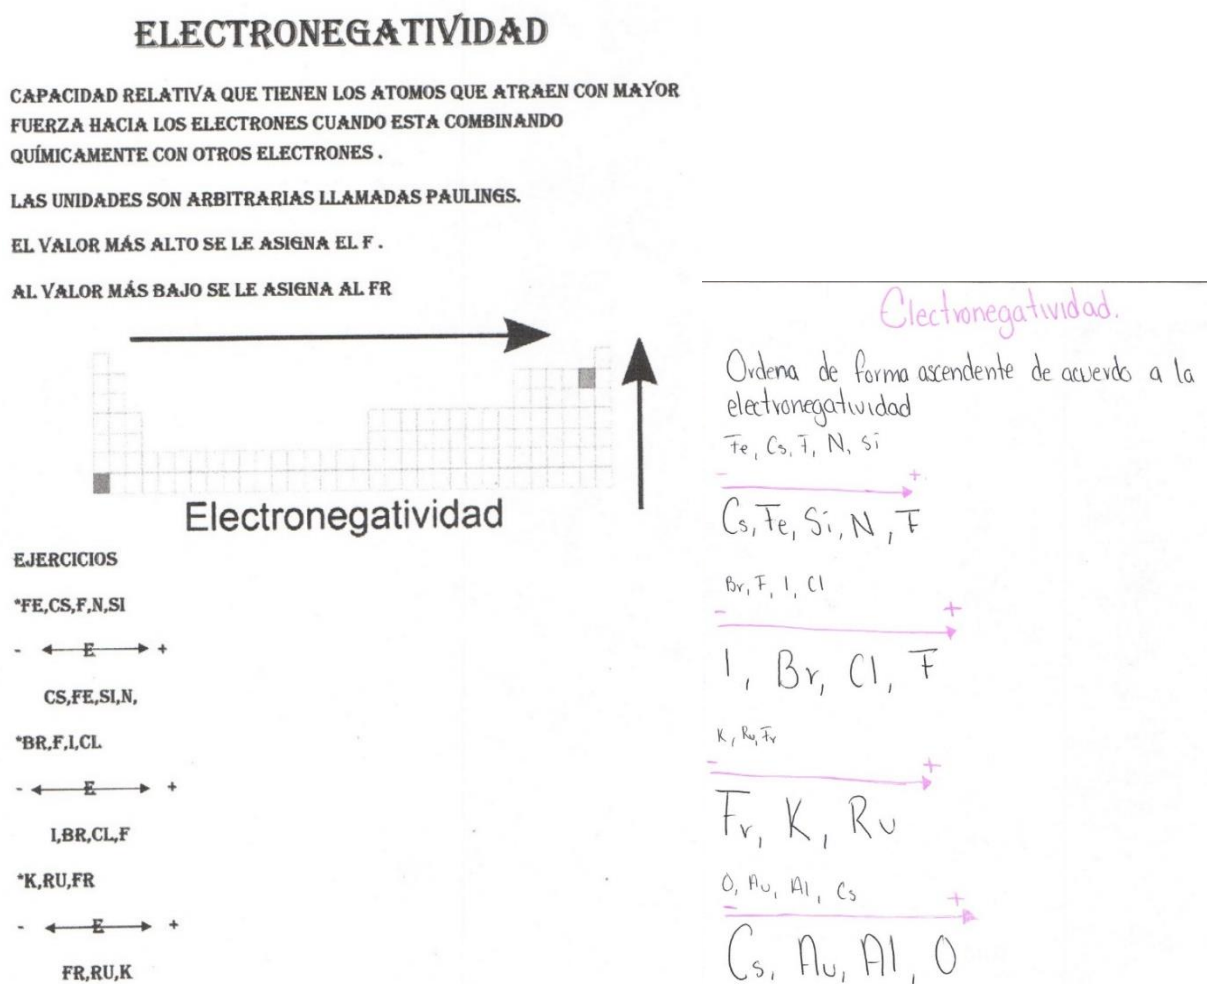 ELECTRONEGATIVIDAD
CAPACIDAD RELATIVA QUE TIENEN LOS ATOMOS QUE ATRAEN CON MAYOR
FUERZA HACIA LOS ELECTRONES CUANDO ESTA COMBINANDO
QUÍMICAMENTE CON OTROS ELECTRONES .
LAS UNIDADES SON ARBITRARIAS LLAMADAS PAULINGS.
EL VALOR MÁS ALTO SE LE ASIGNA EL F .
AL VALOR MÁS BAJO SE LE ASIGNA AL FR
Electronegatividad
EJERCICIOS
*FE,CS,F,N,SI
- E +
CS,FE,SI,N,
*BR,F,I,CL
- E +
I,BR,CL,F
*K,RU,FR
- E +
FR,RU,K
Electronegatividad.
Ordena de forma ascendente de acuerdo a la
electronegatividad
Fe, Cs, F, N, Si
- +
Cs, Fe, Si, N, F
Br, F, I, Cl
- +
I, Br, Cl, F
K, Ru, Fr
- +
Fr, K, Ru
O, Au, Al, Cs
- +
Cs, Au, Al, O